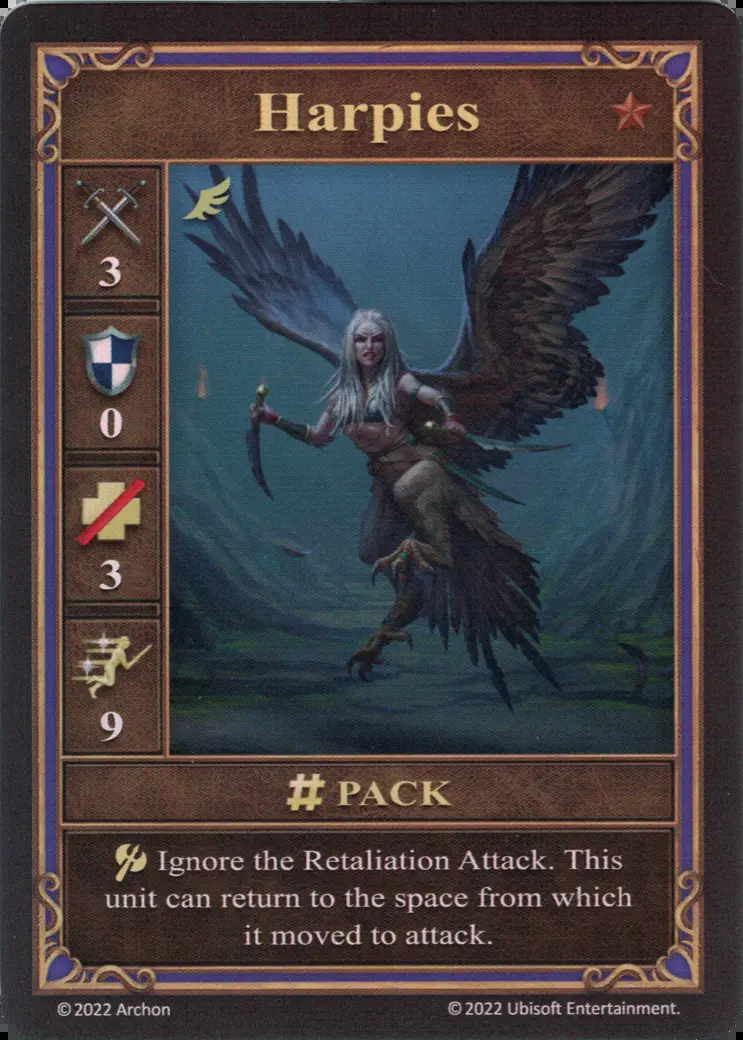 Harpies
3
0
3
9
# PACK
Ignore the Retaliation Attack. This
unit can return to the space from which
it moved to attack.
© 2022 Archon
© 2022 Ubisoft Entertainment.